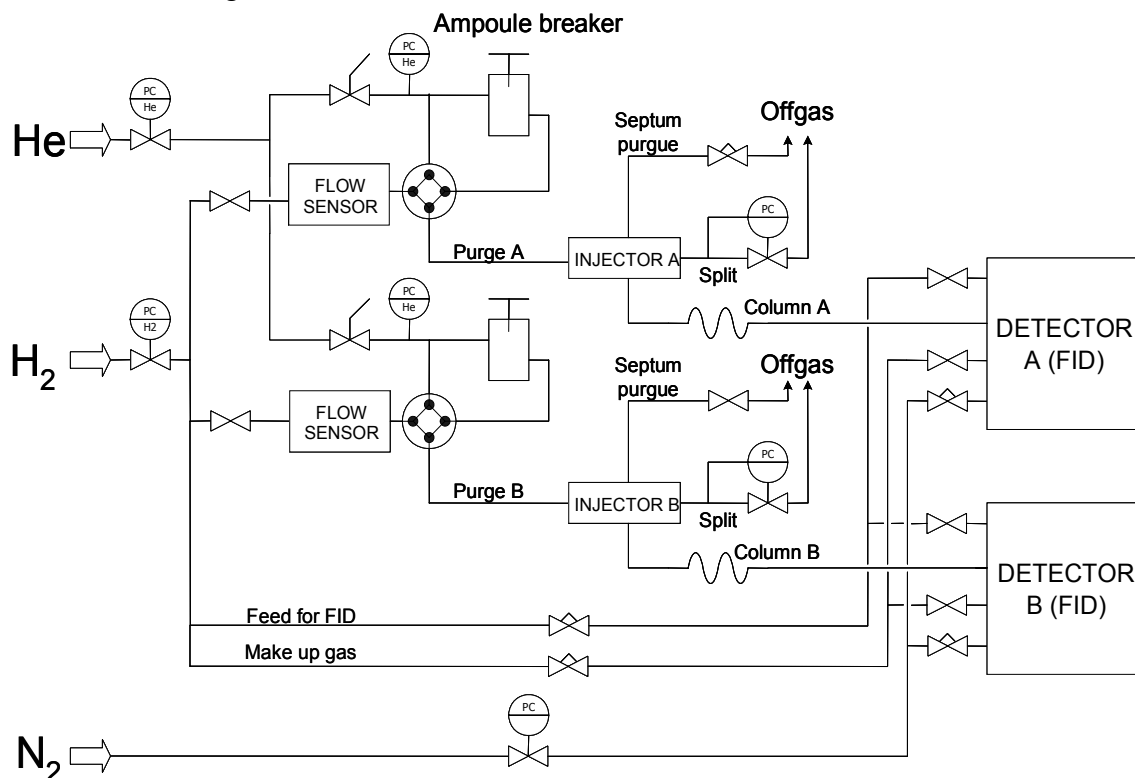 Ampoule breaker
PC
He
PC
He
He
Septum
purgue
Offgas
FLOW
SENSOR
PC
Purge A
INJECTOR A
Split
PC
H2
PC
He
Column A
DETECTOR
A (FID)
H2
Septum
purgue
Offgas
FLOW
SENSOR
PC
Purge B
INJECTOR B
Split
Column B
DETECTOR
B (FID)
Feed for FID
Make up gas
PC
N2